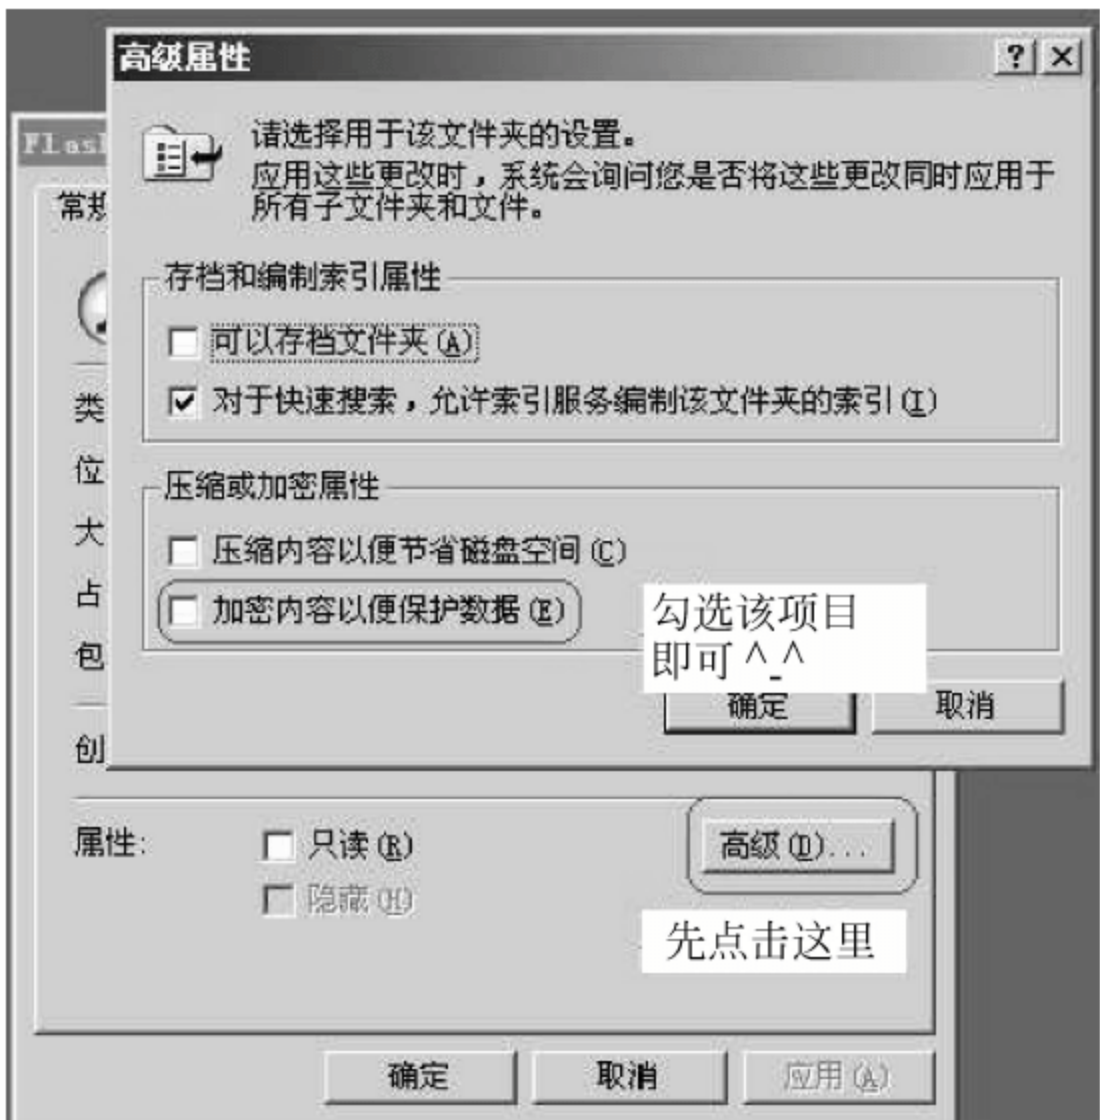 高级属性
请选择用于该文件夹的设置。
应用这些更改时，系统会询问您是否将这些更改同时应用于
所有子文件夹和文件。
存档和编制索引属性
可以存档文件夹(A)
对于快速搜索，允许索引服务编制该文件夹的索引(I)
压缩或加密属性
压缩内容以便节省磁盘空间(C)
加密内容以便保护数据(E)
勾选该项目
即可^_^
确定
取消
Flas
常规
类
位
大
占
包
创
属性:
只读(R)
隐藏(H)
高级(D)...
先点击这里
确定
取消
应用(A)